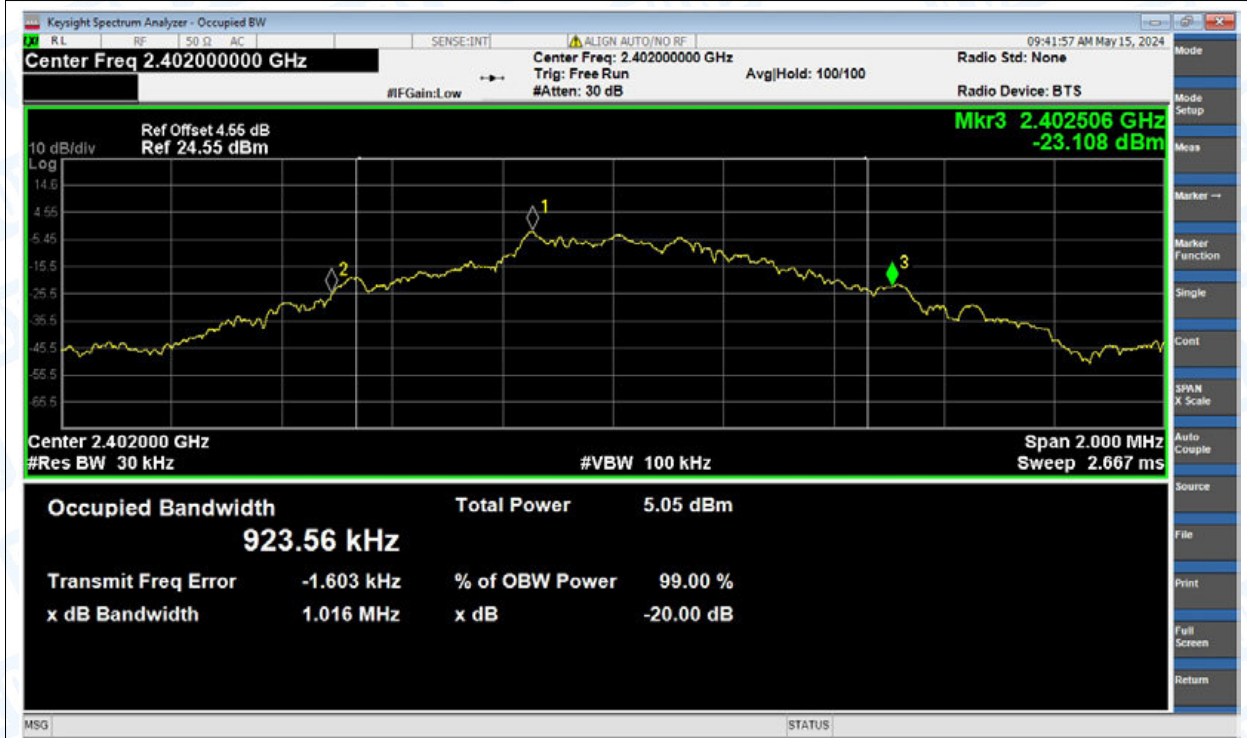 Keysight Spectrum Analyzer - Occupied BW
RL RF 50 Ω AC SENSE:INT ALIGN AUTO/NO RF 09:41:57 AM May 15, 2024
Center Freq 2.402000000 GHz
Center Freq: 2.402000000 GHz
Radio Std: None
Trig: Free Run
Avg|Hold: 100/100
#IFGain:Low
#Atten: 30 dB
Radio Device: BTS
Ref Offset 4.55 dB
Mkr3 2.402506 GHz
10 dB/div Ref 24.55 dBm
-23.108 dBm
Log
14.6
4.55
-5.45
-15.5
-25.5
-35.5
-45.5
-55.5
-65.5
1
2
3
Center 2.402000 GHz
Span 2.000 MHz
#Res BW 30 kHz
#VBW 100 kHz
Sweep 2.667 ms
Occupied Bandwidth
Total Power 5.05 dBm
923.56 kHz
Transmit Freq Error -1.603 kHz
% of OBW Power 99.00 %
x dB Bandwidth 1.016 MHz
x dB -20.00 dB
Mode
Mode
Setup
Meas
Marker →
Marker
Function
Single
Cont
SPAN
X Scale
Auto
Couple
Source
File
Print
Full
Screen
Return
MSG
STATUS